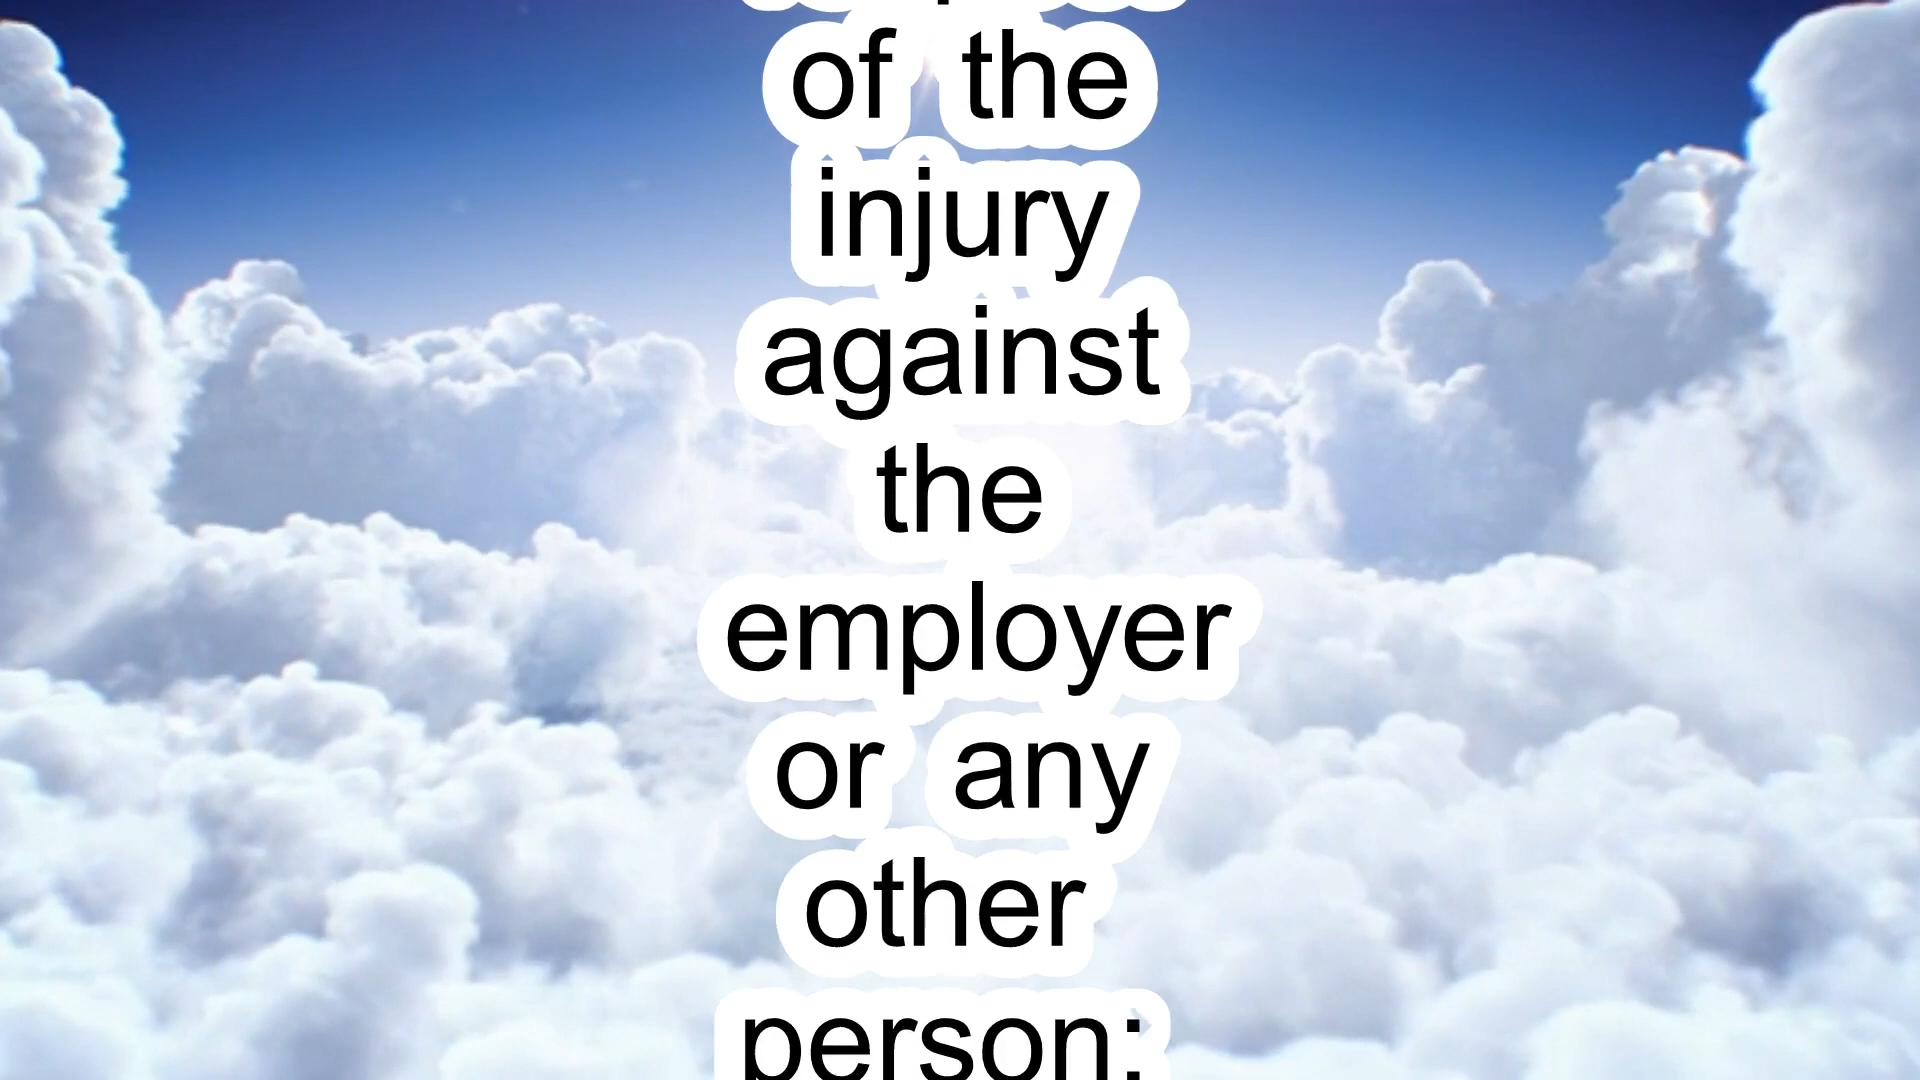 of the
injury
against
the
employer
or any
other
person;